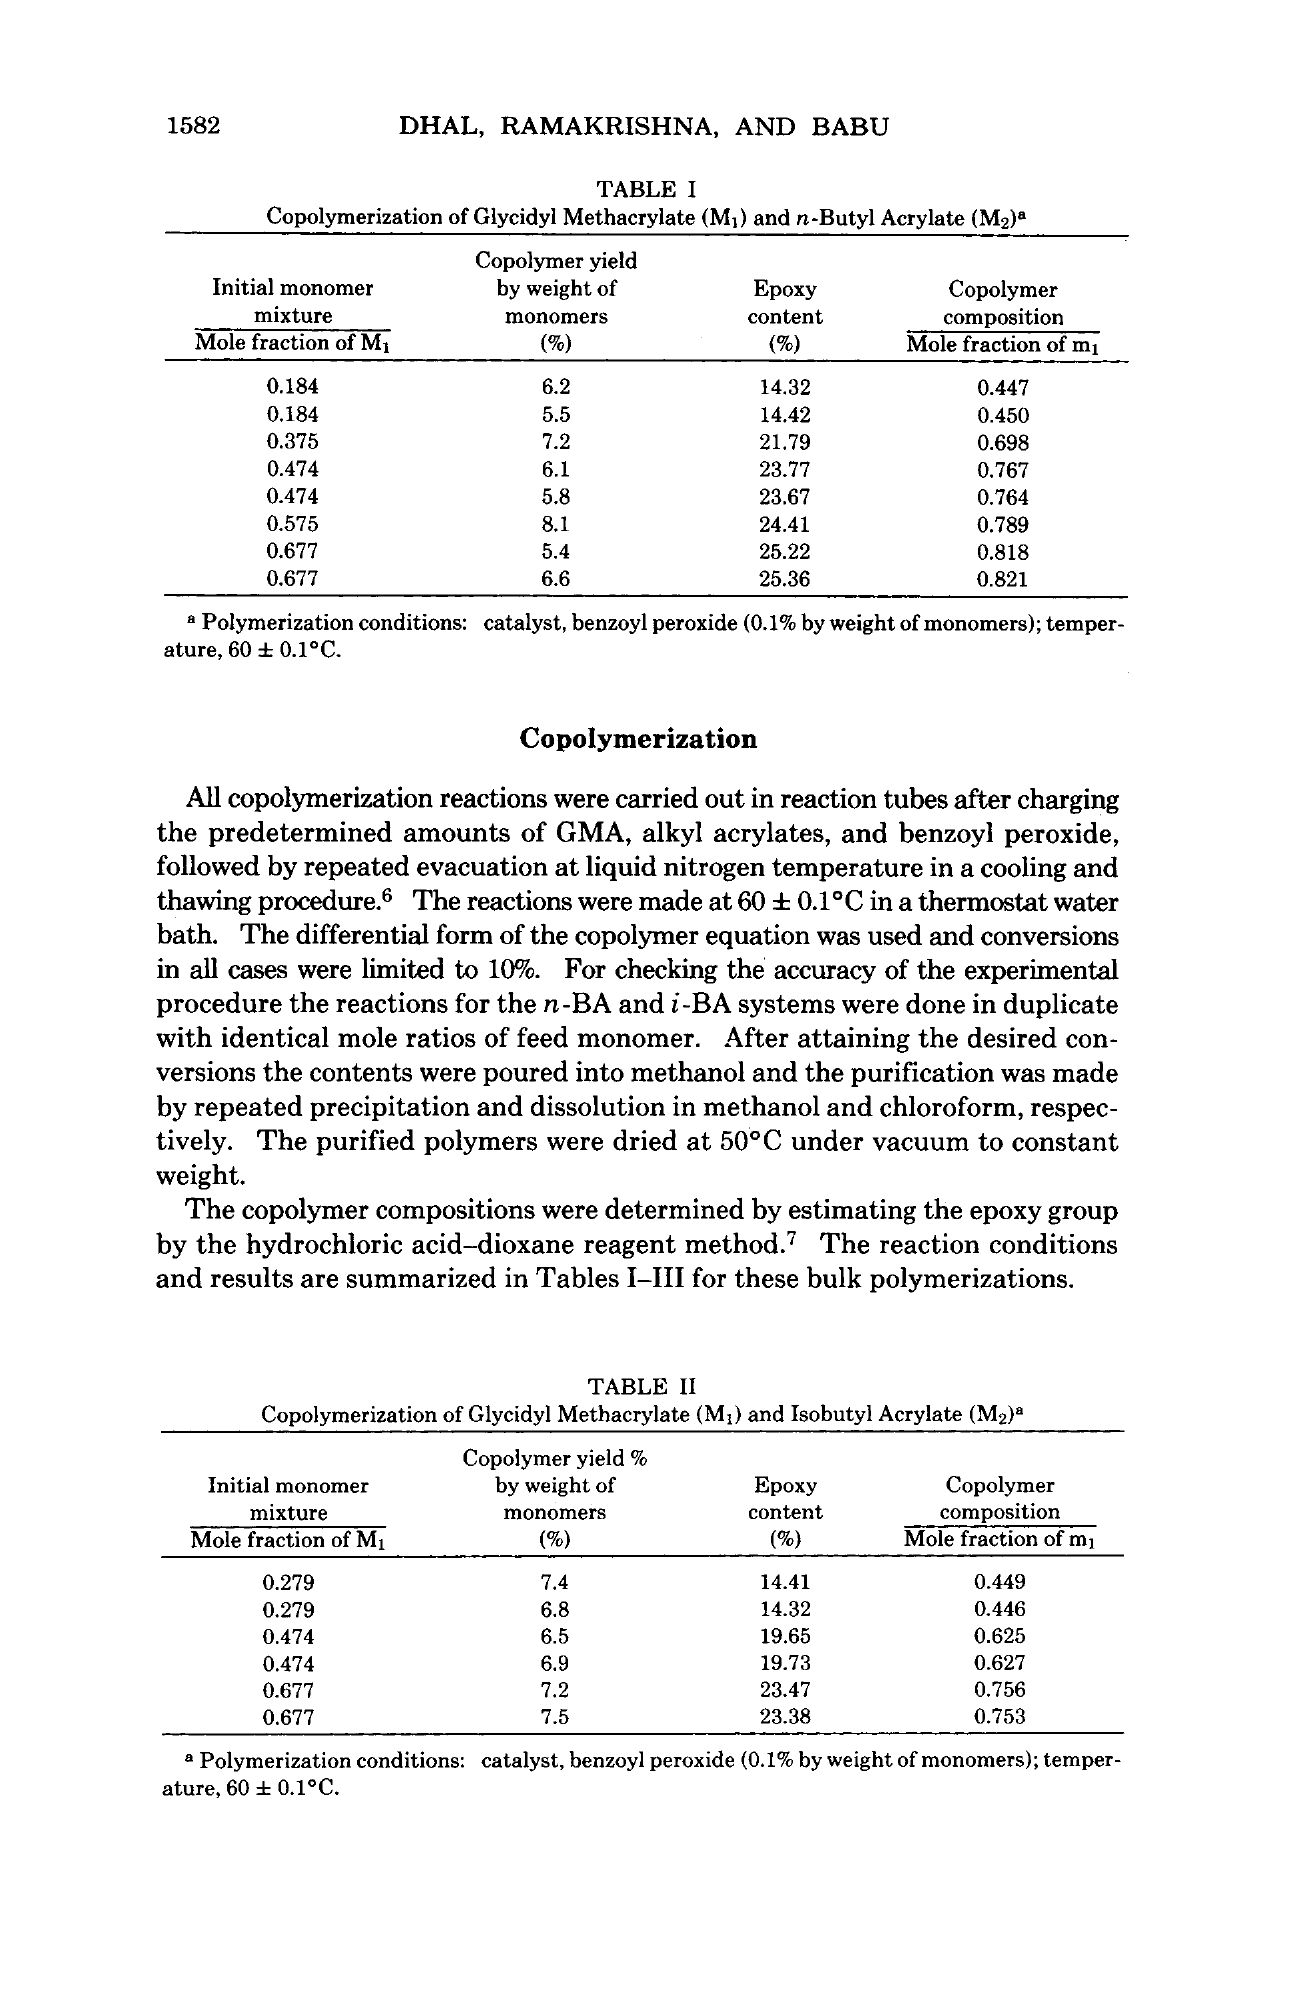 1582 DHAL, RAMAKRISHNA, AND BABU
TABLE I
Copolymerization of Glycidyl Methacrylate (M₁) and n-Butyl Acrylate (M₂)ᵃ
Copolymer yield
Initial monomer by weight of Epoxy Copolymer
mixture monomers content composition
Mole fraction of M₁ (%) (%) Mole fraction of m₁
0.184 6.2 14.32 0.447
0.184 5.5 14.42 0.450
0.375 7.2 21.79 0.698
0.474 6.1 23.77 0.767
0.474 5.8 23.67 0.764
0.575 8.1 24.41 0.789
0.677 5.4 25.22 0.818
0.677 6.6 25.36 0.821
ᵃ Polymerization conditions: catalyst, benzoyl peroxide (0.1% by weight of monomers); temper-
ature, 60 ± 0.1°C.
Copolymerization
All copolymerization reactions were carried out in reaction tubes after charging
the predetermined amounts of GMA, alkyl acrylates, and benzoyl peroxide,
followed by repeated evacuation at liquid nitrogen temperature in a cooling and
thawing procedure.⁶ The reactions were made at 60 ± 0.1°C in a thermostat water
bath. The differential form of the copolymer equation was used and conversions
in all cases were limited to 10%. For checking the accuracy of the experimental
procedure the reactions for the n-BA and i-BA systems were done in duplicate
with identical mole ratios of feed monomer. After attaining the desired con-
versions the contents were poured into methanol and the purification was made
by repeated precipitation and dissolution in methanol and chloroform, respec-
tively. The purified polymers were dried at 50°C under vacuum to constant
weight.
The copolymer compositions were determined by estimating the epoxy group
by the hydrochloric acid–dioxane reagent method.⁷ The reaction conditions
and results are summarized in Tables I–III for these bulk polymerizations.
TABLE II
Copolymerization of Glycidyl Methacrylate (M₁) and Isobutyl Acrylate (M₂)ᵃ
Copolymer yield %
Initial monomer by weight of Epoxy Copolymer
mixture monomers content composition
Mole fraction of M₁ (%) (%) Mole fraction of m₁
0.279 7.4 14.41 0.449
0.279 6.8 14.32 0.446
0.474 6.5 19.65 0.625
0.474 6.9 19.73 0.627
0.677 7.2 23.47 0.756
0.677 7.5 23.38 0.753
ᵃ Polymerization conditions: catalyst, benzoyl peroxide (0.1% by weight of monomers); temper-
ature, 60 ± 0.1°C.